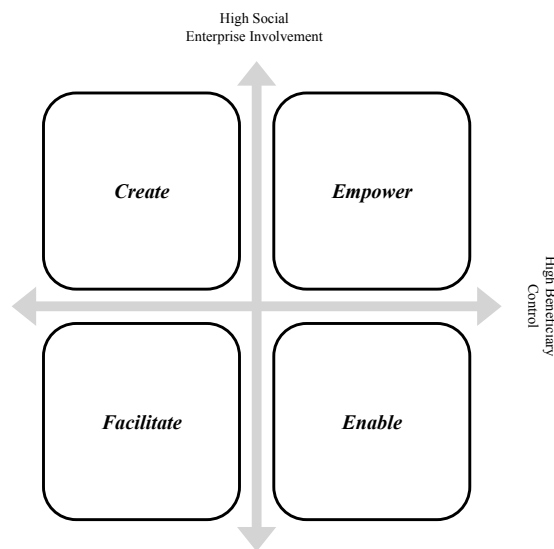 High Social
Enterprise Involvement
Create
Empower
High Beneficiary
Control
Facilitate
Enable